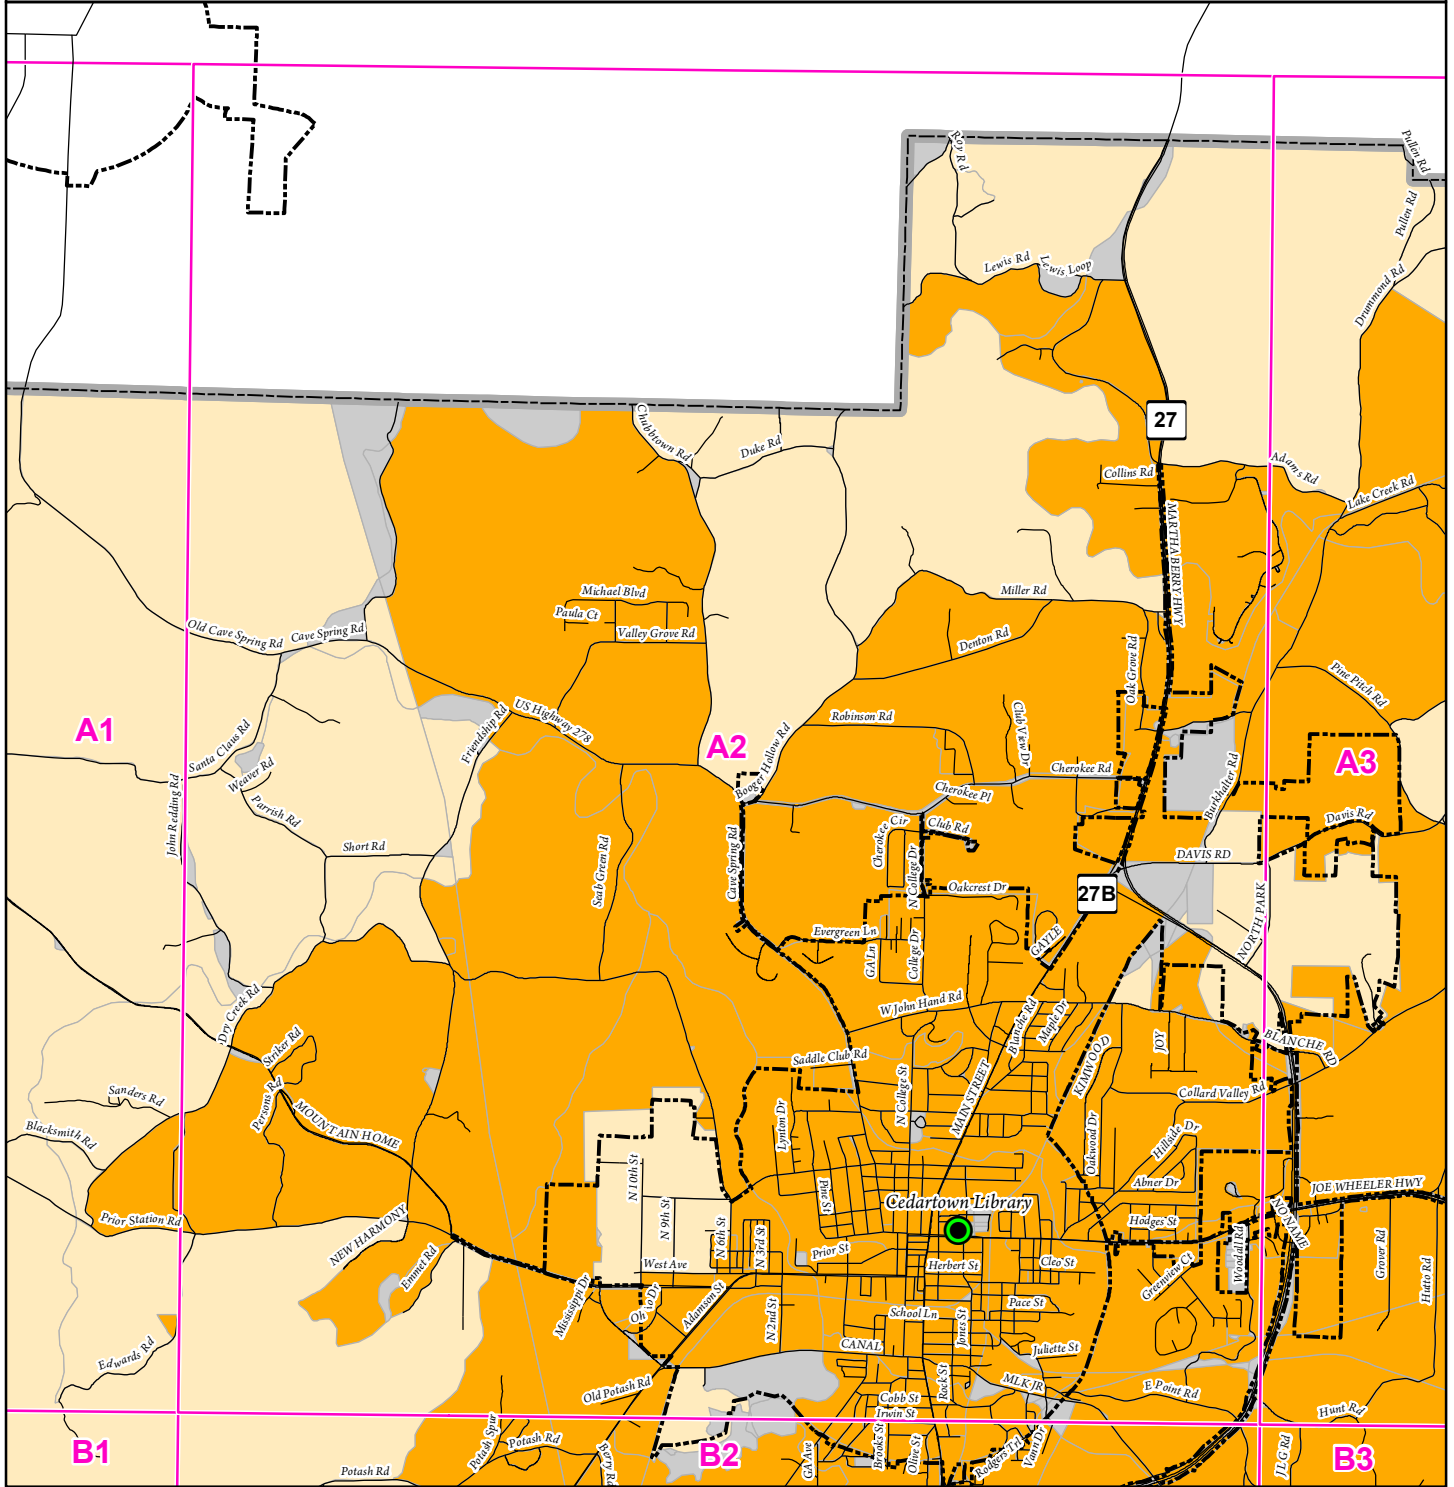 Roy Rd
Pullen Rd
Pullen Rd
Lewis Rd
Lewis Loop
Drummond Rd
27
Chubbtown Rd
Duke Rd
Collins Rd
Adams Rd
Lake Creek Rd
MARTHA BERRY HWY
Michael Blvd
Paula Ct
Valley Grove Rd
Miller Rd
Denton Rd
Oak Grove Rd
Old Cave Spring Rd
Cave Spring Rd
Pine Pitch Rd
A1
Santa Claus Rd
Weaver Rd
Parrish Rd
Friendship Rd
US Highway 278
A2
Booger Hollow Rd
Robinson Rd
Club View Dr
Cherokee Rd
Cherokee Pl
Burkhalter Rd
A3
Davis Rd
John Redding Rd
Short Rd
Seab Green Rd
Cave Spring Rd
Cherokee Cir
Club Rd
N College Dr
Oakcrest Dr
DAVIS RD
27B
Evergreen Ln
GA Ln
College Dr
GAYLE
NORTH PARK
Dry Creek Rd
Striker Rd
W John Hand Rd
Blanche Rd
Maple Dr
JOY
BLANCHE RD
Saddle Club Rd
KIMWOOD
Sanders Rd
Persons Rd
MOUNTAIN HOME
Blacksmith Rd
Lynton Dr
N College St
MAIN STREET
Collard Valley Rd
Oakwood Dr
Hillside Dr
N 10th St
Pine St
Abner Dr
JOE WHEELER HWY
Cedartown Library
Prior Station Rd
NEW HARMONY
Emmet Rd
N 9th St
N 6th St
N 3rd St
Prior St
Hodges St
NO NAME
Woodall Rd
Grover Rd
Hutto Rd
West Ave
Herbert St
Cleo St
Greenview Ct
Mississippi Dr
Ohio Dr
Adamson St
N 2nd St
School Ln
Jones St
Pace St
Edwards Rd
CANAL
Juliette St
Old Potash Rd
Rock St
MLK JR
E Point Rd
Cobb St
Irwin St
Hunt Rd
B1
Potash Rd
Potash Spur
Potash Rd
Berry Rd
B2
GA Ave
Brooks St
Olive St
Rodgers Trl
Vann Dr
J L G Rd
B3